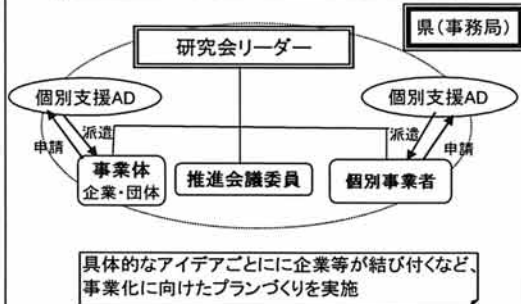 県(事務局)
研究会リーダー
個別支援AD
個別支援AD
派遣
申請
派遣
申請
事業体
企業・団体
推進会議委員
個別事業者
具体的なアイデアごとにに企業等が結び付くなど、
事業化に向けたプランづくりを実施